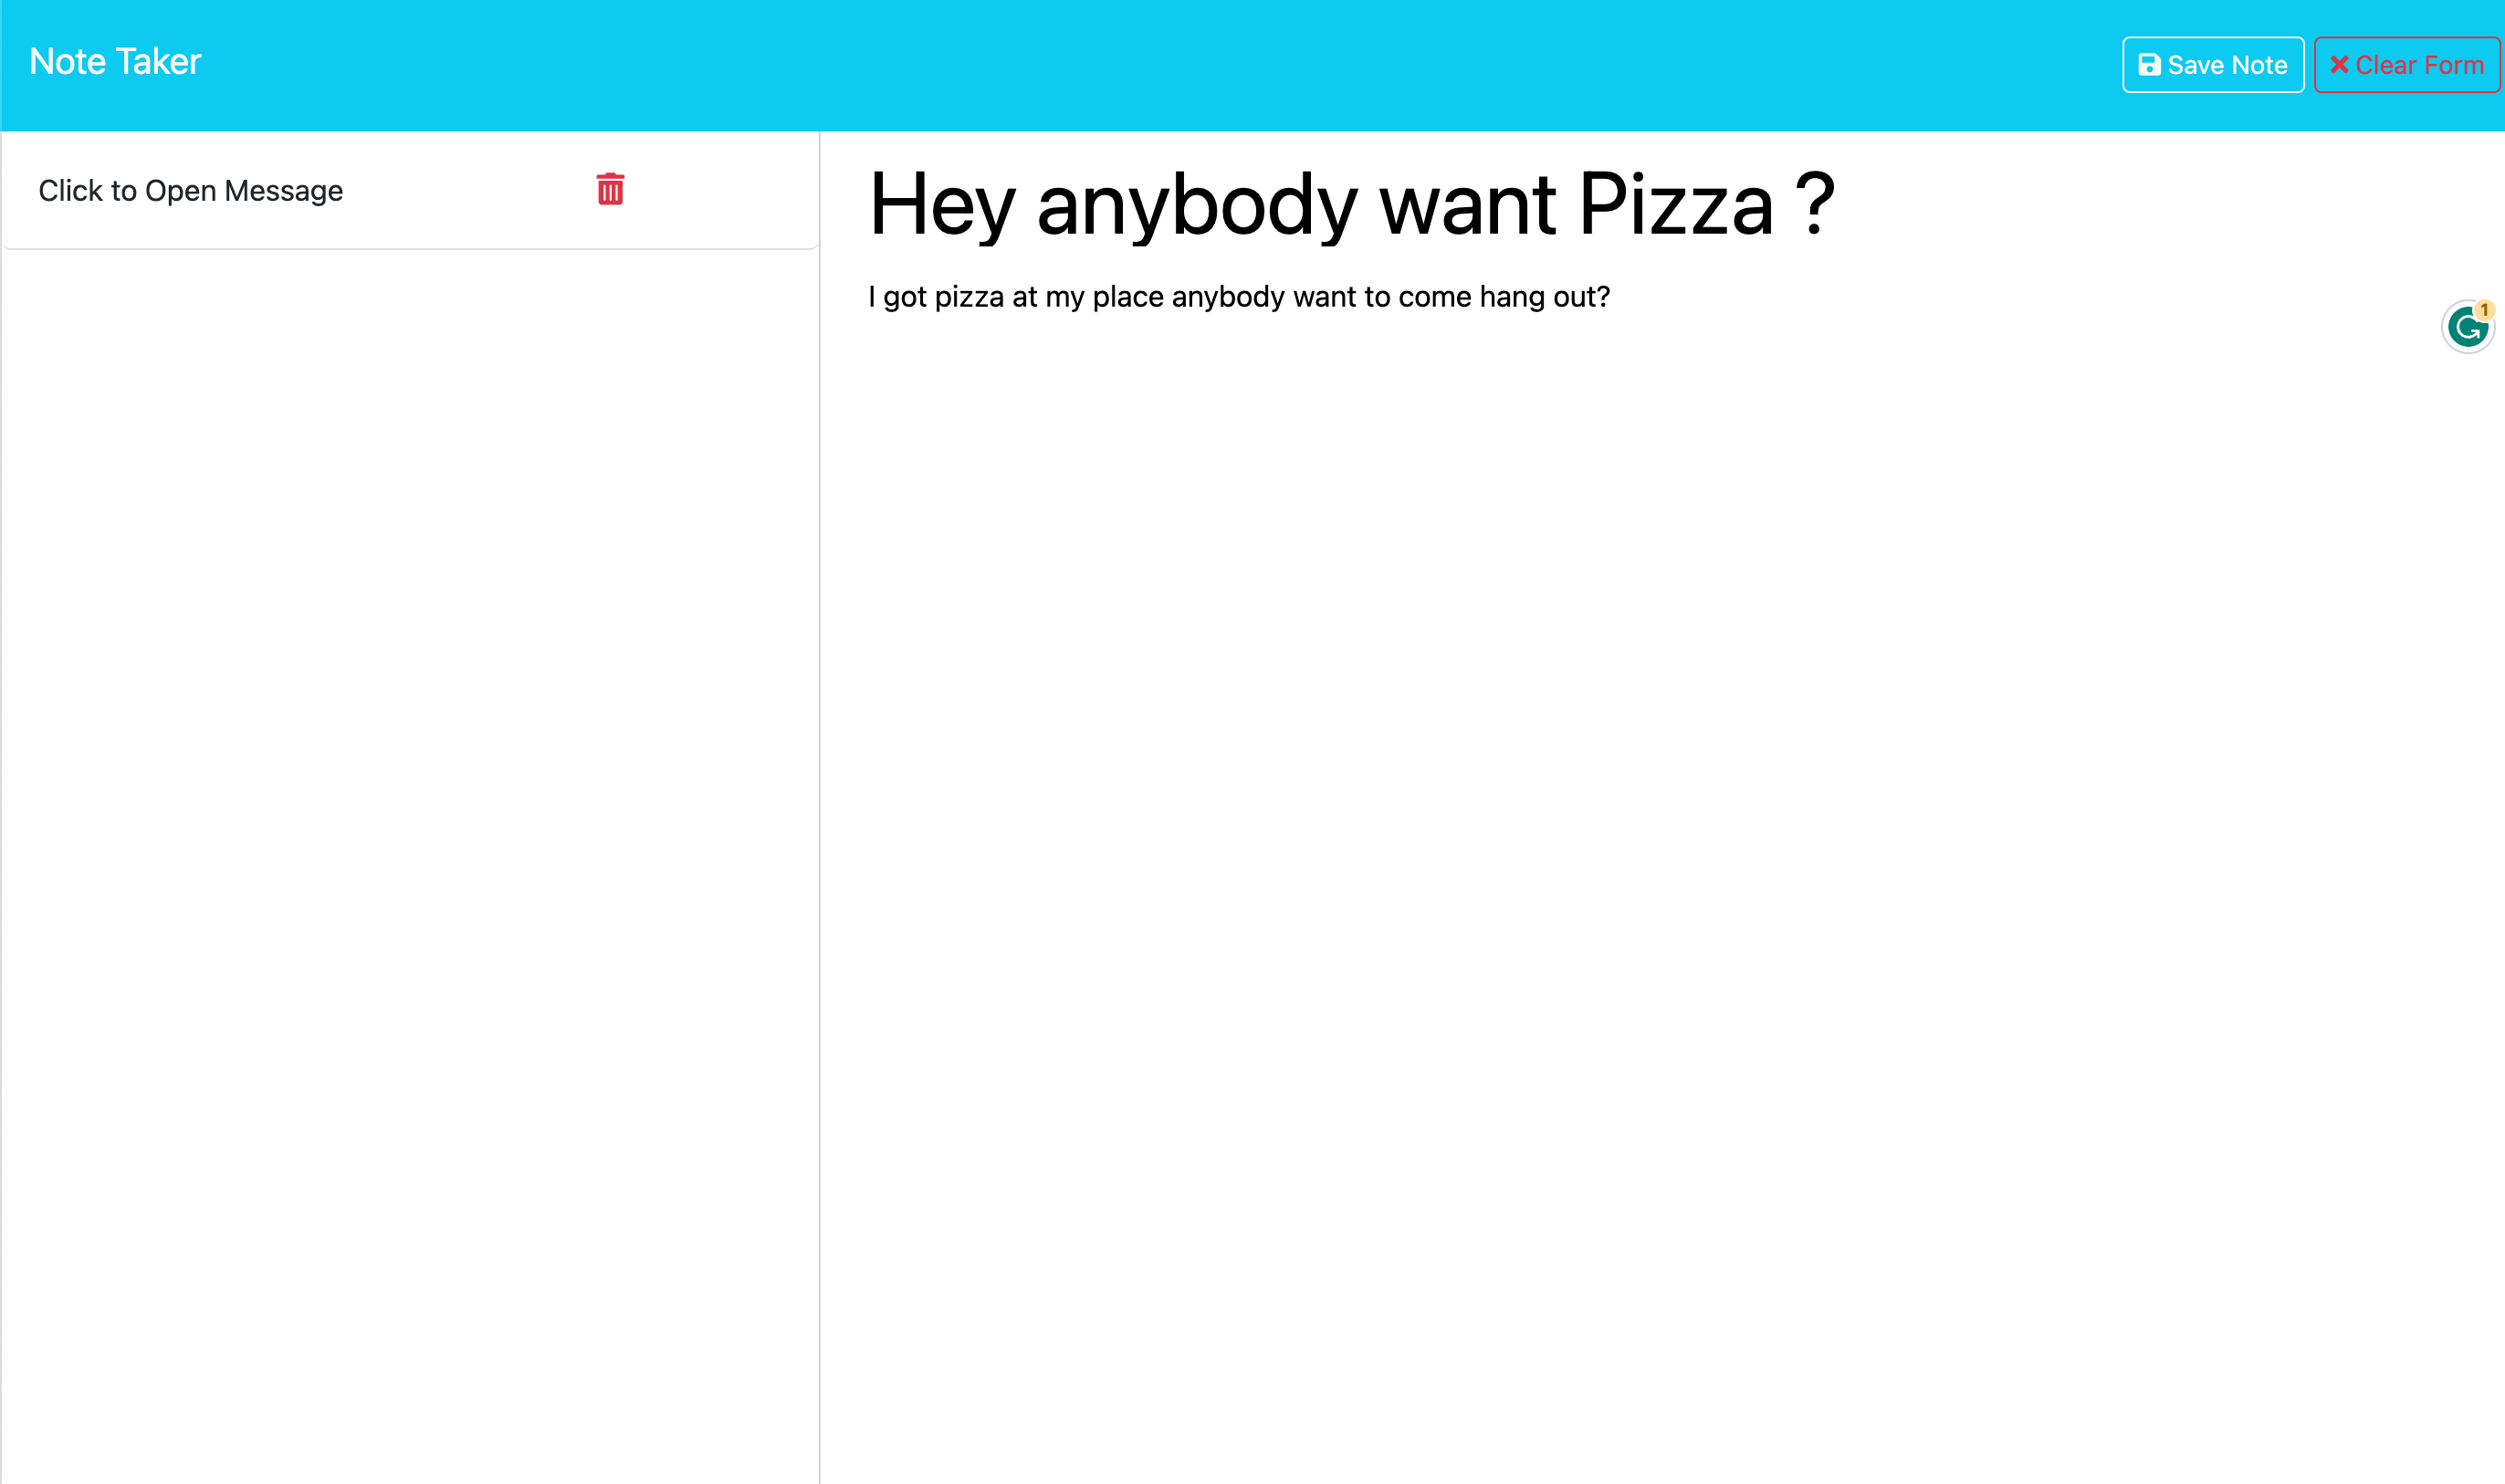 Note Taker
Save Note
Clear Form
Click to Open Message
Hey anybody want Pizza ?
I got pizza at my place anybody want to come hang out?
1